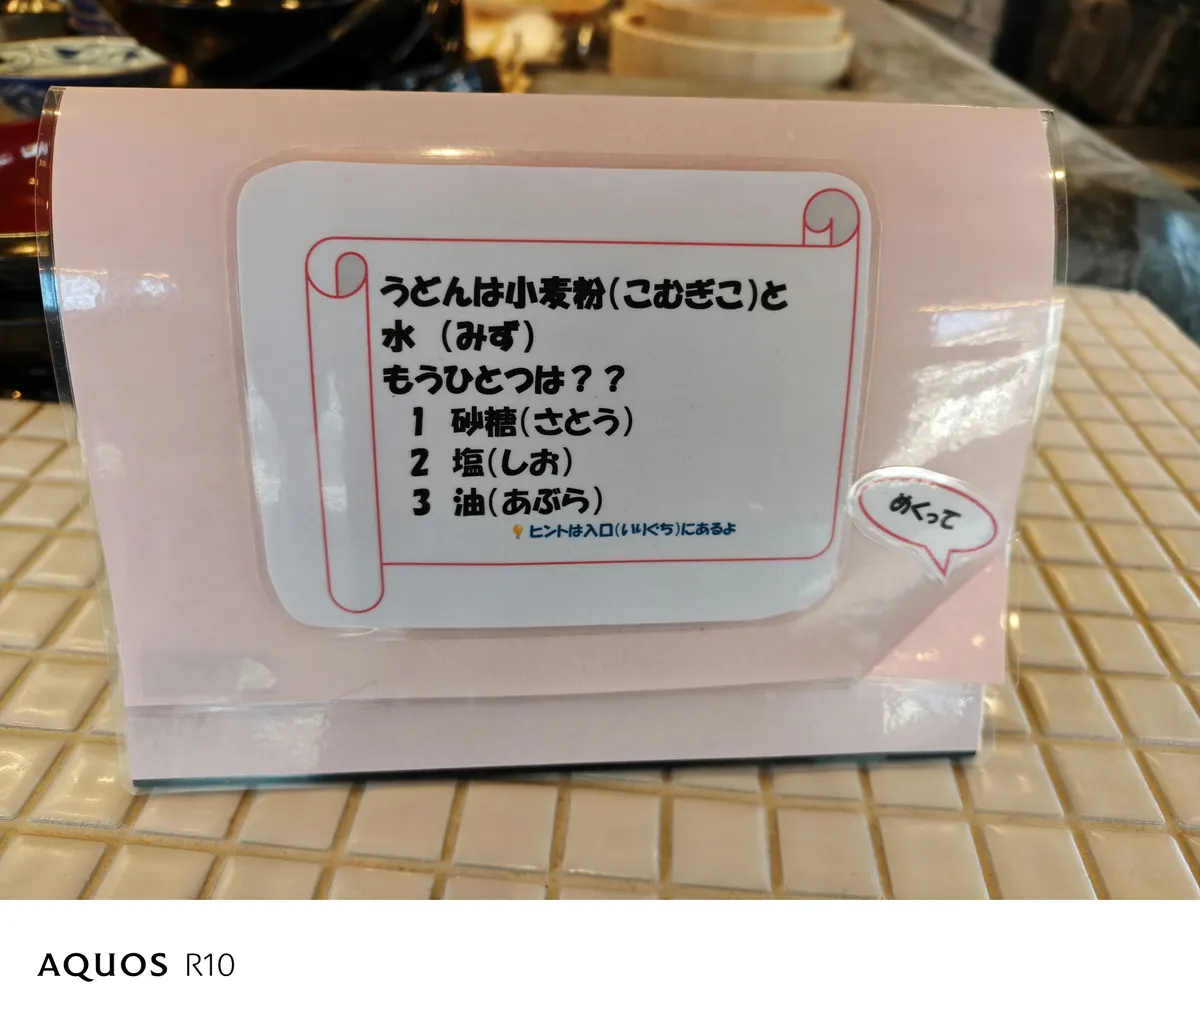 うどんは小麦粉(こむぎこ)と
水 (みず)
もうひとつは？？
1 砂糖(さとう)
2 塩(しお)
3 油(あぶら)
ヒントは入口(いりぐち)にあるよ
めくって
AQUOS R10